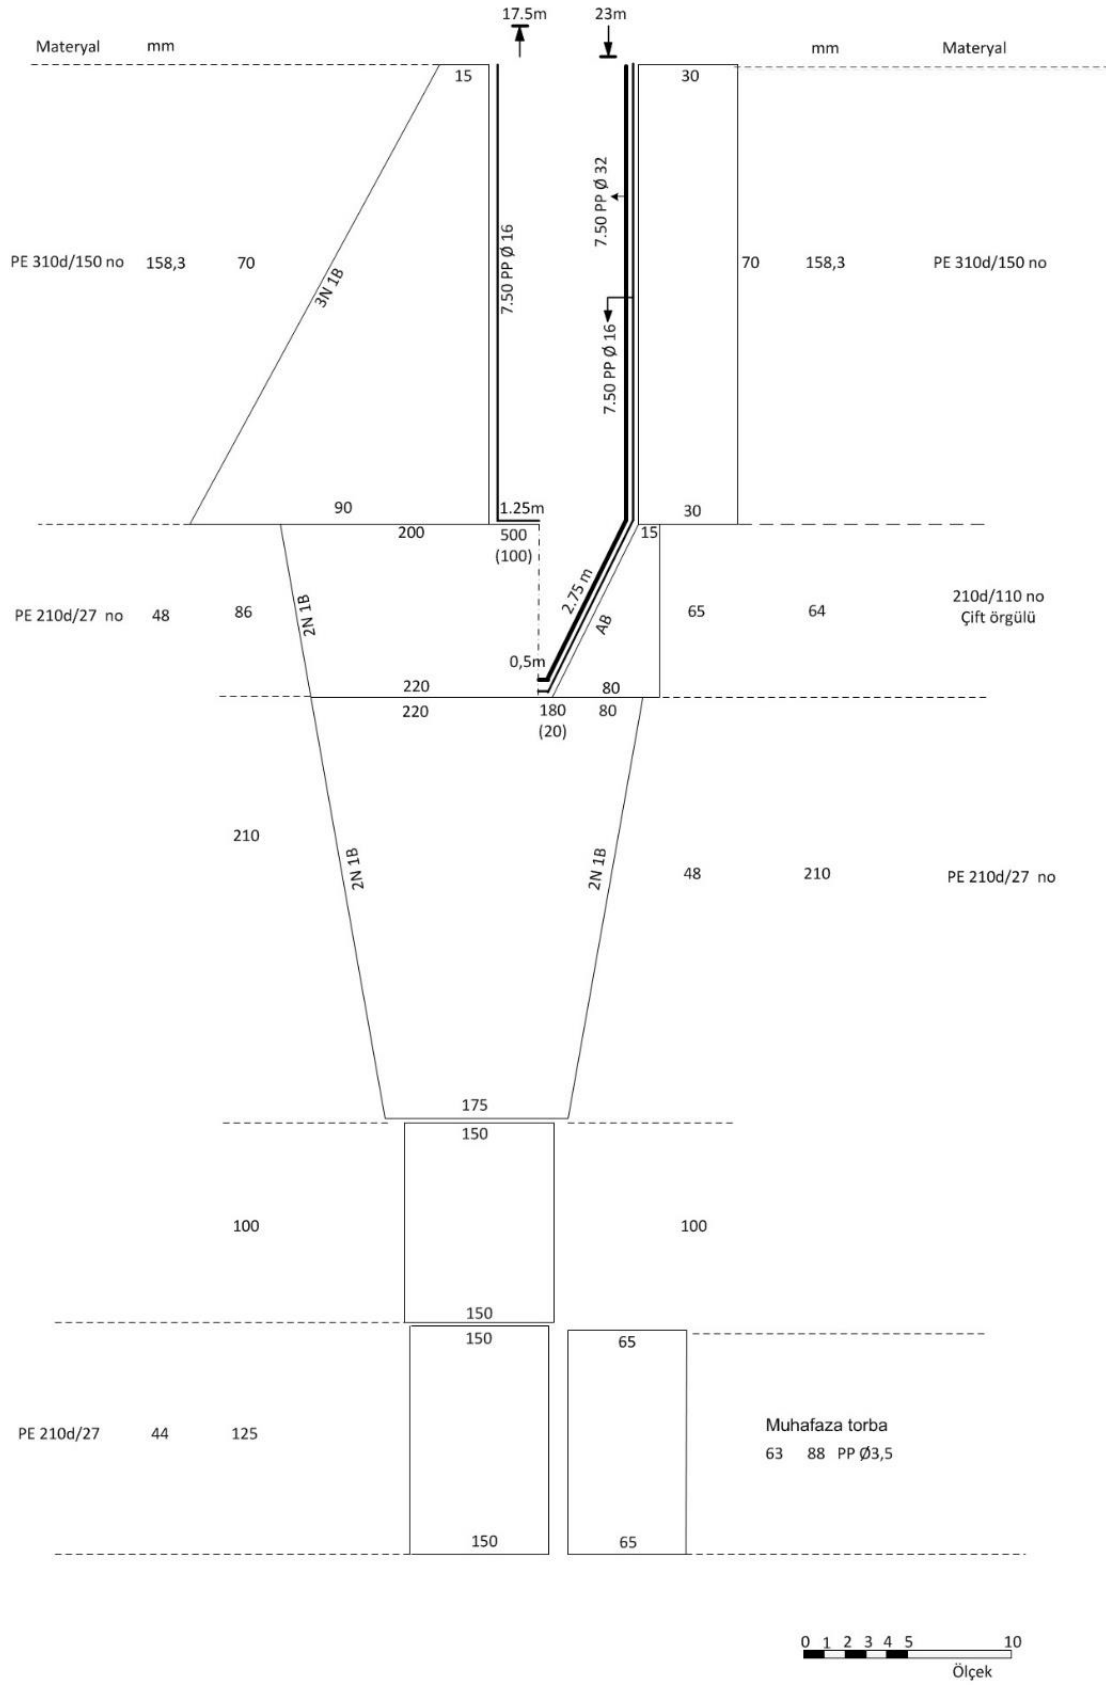 17.5m 23m
Materyal mm mm Materyal
15 30
7.50 PP Ø 32
PE 310d/150 no 158,3 70 3N 1B 7.50 PP Ø 16 70 158,3 PE 310d/150 no
7.50 PP Ø 16
90 1.25m 30
200 500 15
(100)
2.75 m
PE 210d/27 no 48 86 2N 1B AB 65 64 210d/110 no
Çift örgülü
0,5m
220 80
220 180 80
(20)
210
2N 1B 2N 1B 48 210 PE 210d/27 no
175
150
100 100
150
150 65
Muhafaza torba
PE 210d/27 44 125
63 88 PP Ø3,5
150 65
0 1 2 3 4 5 10
Ölçek